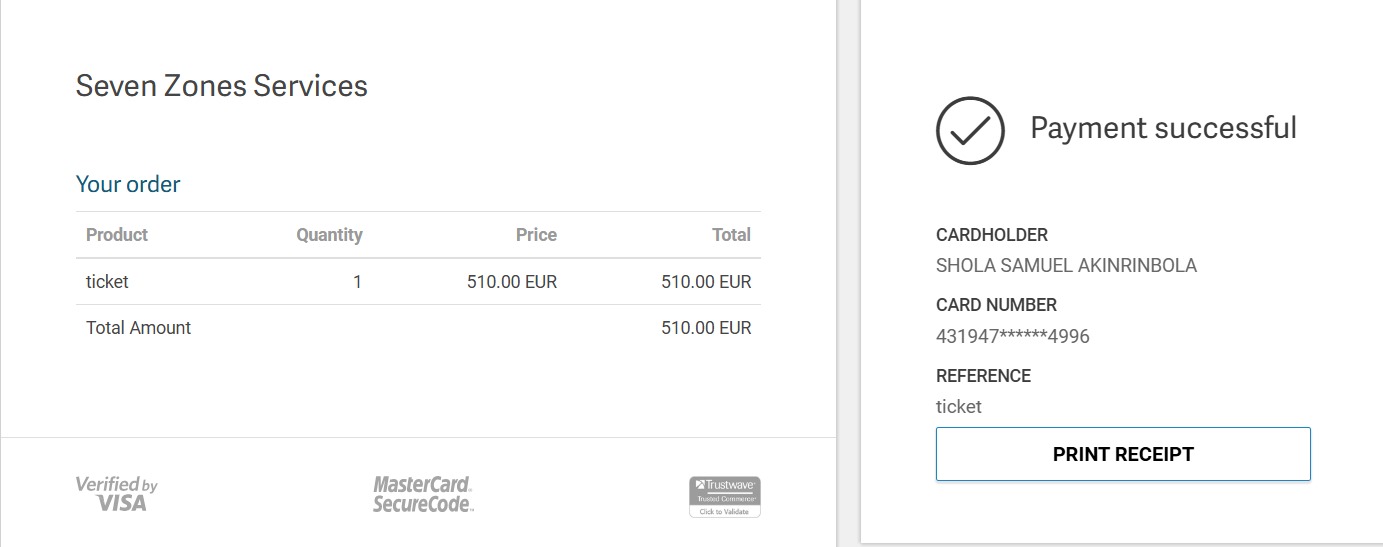 Seven Zones Services
Your order
Product Quantity Price Total
ticket 1 510.00 EUR 510.00 EUR
Total Amount 510.00 EUR
Verified by
VISA
MasterCard.
SecureCode™
Trustwave®
Trusted Commerce™
Click to Validate
Payment successful
CARDHOLDER
SHOLA SAMUEL AKINRINBOLA
CARD NUMBER
431947******4996
REFERENCE
ticket
PRINT RECEIPT